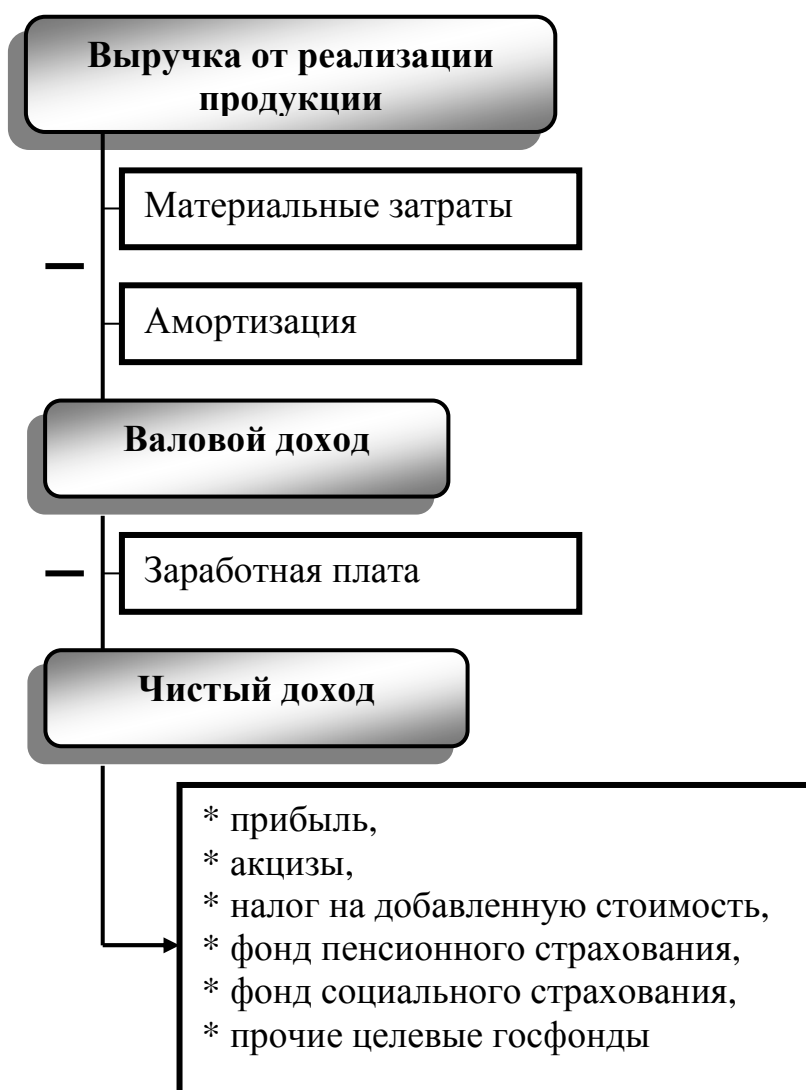 Выручка от реализации
продукции
Материальные затраты
Амортизация
Валовой доход
Заработная плата
Чистый доход
* прибыль,
* акцизы,
* налог на добавленную стоимость,
* фонд пенсионного страхования,
* фонд социального страхования,
* прочие целевые госфонды